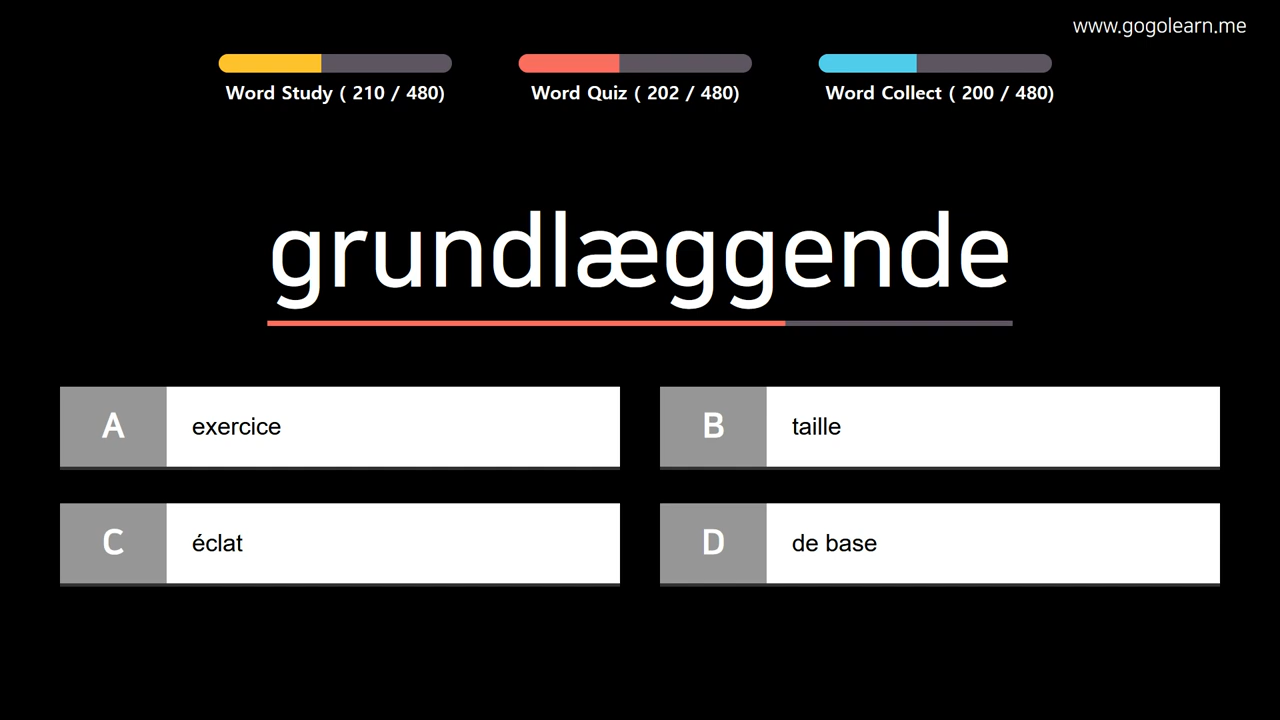 www.gogolearn.me
Word Study ( 210 / 480)
Word Quiz ( 202 / 480)
Word Collect ( 200 / 480)
grundlæggende
A exercice
B taille
C éclat
D de base